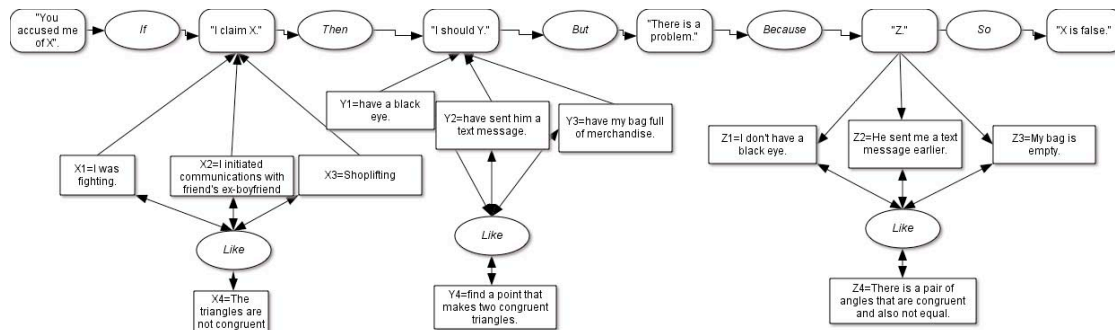 "You
accused me
of X".
If
"I claim X."
Then
"I should Y."
But
"There is a
problem."
Because
"Z."
So
"X is false."
Y1=have a black
eye.
Y2=have sent him
a text message.
Y3=have my bag
full of
merchandise.
Z1=I don't have a
black eye.
Z2=He sent me a
text
message earlier.
Z3=My bag is
empty.
X1=I was
fighting.
X2=I initiated
communications with
friend's ex-boyfriend
X3=Shoplifting
Like
Like
Like
X4=The
triangles are
not congruent
Y4=find a point that
makes two congruent
triangles.
Z4=There is a pair of
angles that are congruent
and also not equal.